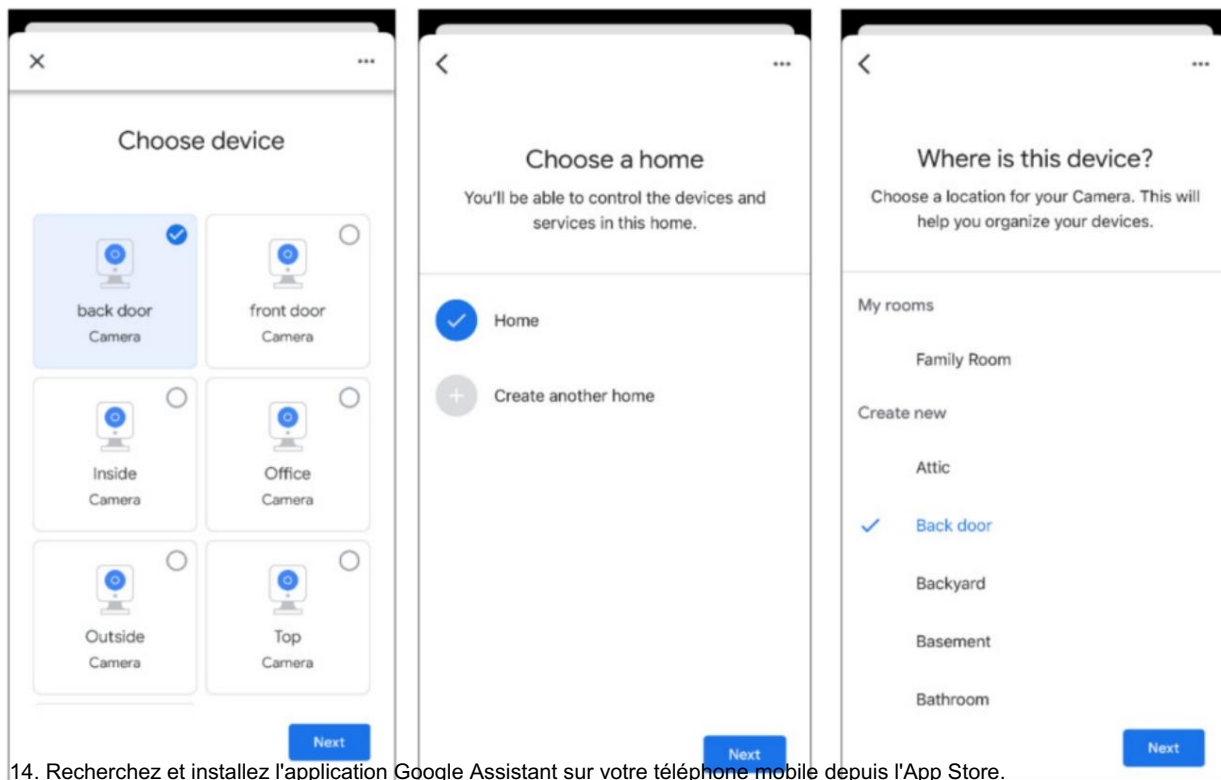 Choose device
back door
Camera
front door
Camera
Inside
Camera
Office
Camera
Outside
Camera
Top
Camera
Next
Choose a home
You'll be able to control the devices and
services in this home.
Home
Create another home
Next
Where is this device?
Choose a location for your Camera. This will
help you organize your devices.
My rooms
Family Room
Create new
Attic
Back door
Backyard
Basement
Bathroom
Next
14. Recherchez et installez l'application Google Assistant sur votre téléphone mobile depuis l'App Store.